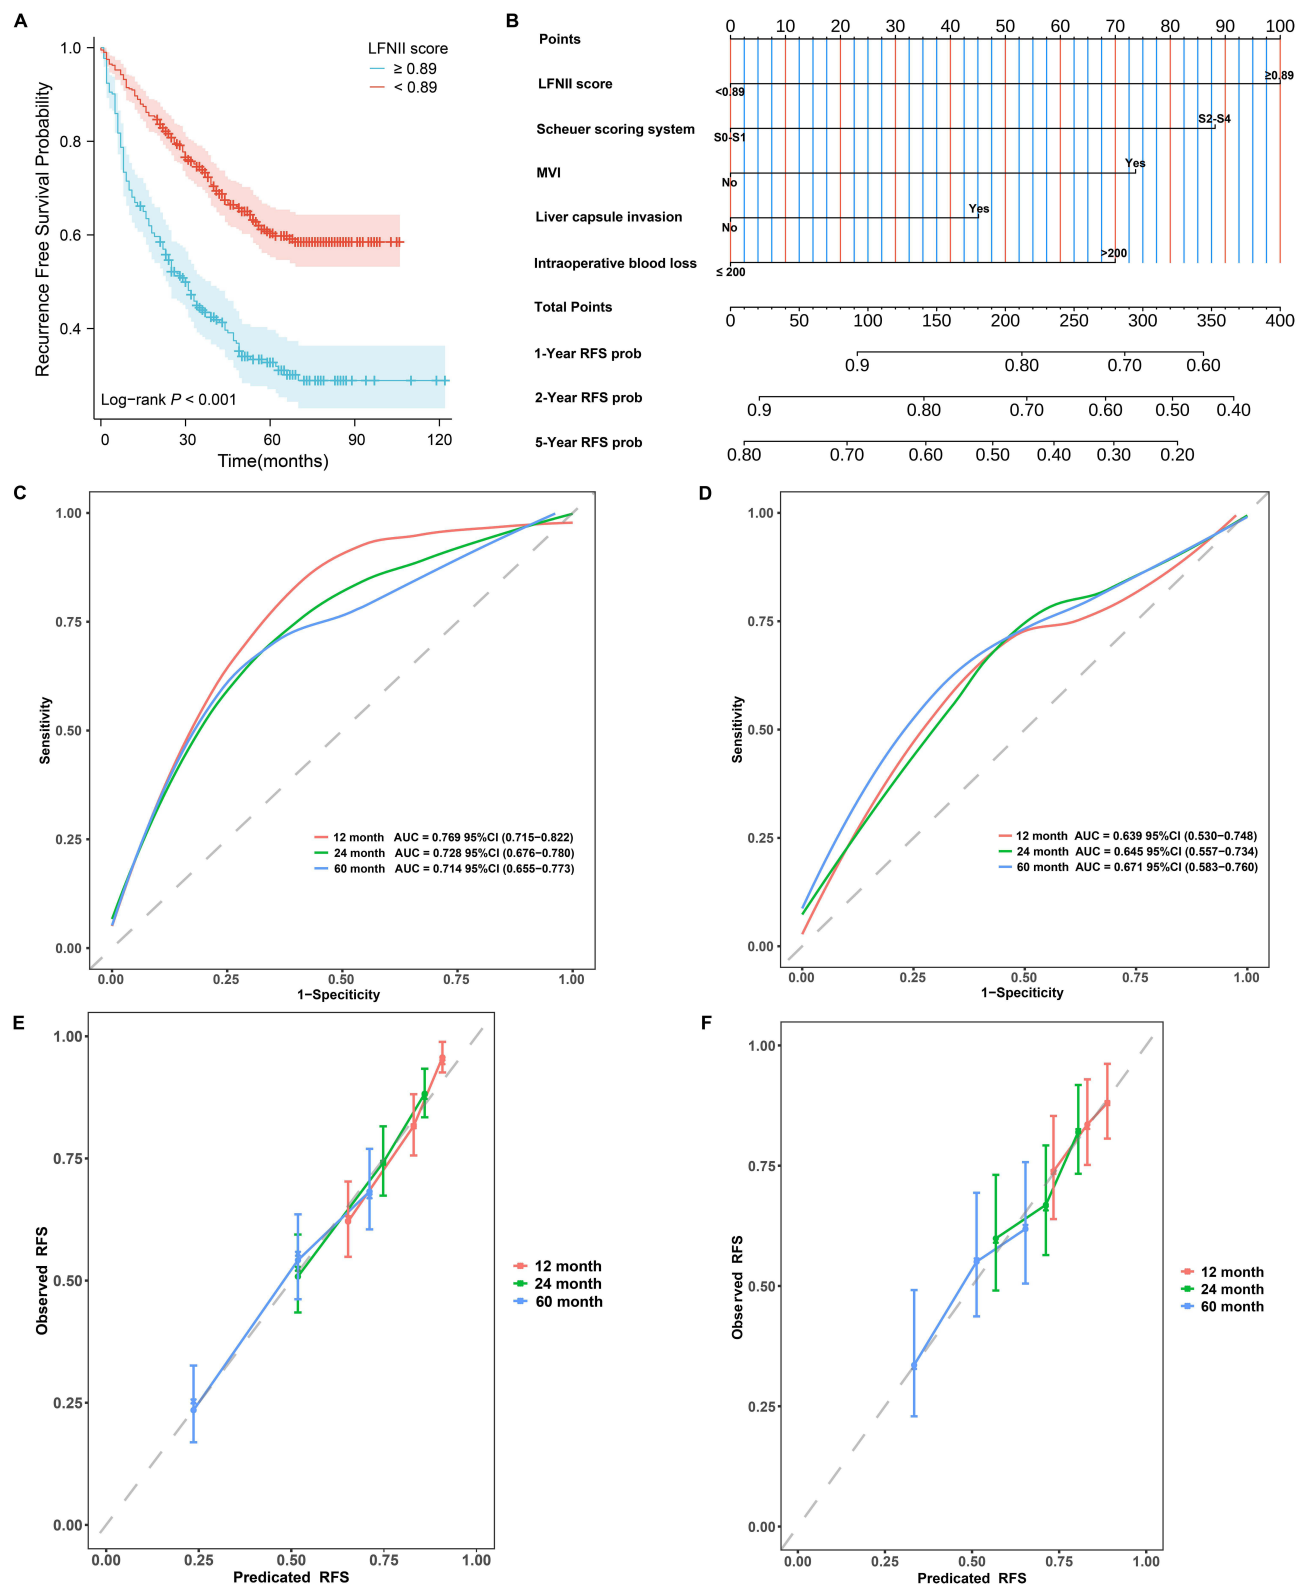 A
LFNII score
≥ 0.89
< 0.89
Recurrence Free Survival Probability
1.0
0.8
0.6
0.4
Log−rank P < 0.001
0 30 60 90 120
Time(months)
B
Points
0 10 20 30 40 50 60 70 80 90 100
LFNII score
<0.89
≥0.89
Scheuer scoring system
S0-S1
S2-S4
MVI
No
Yes
Liver capsule invasion
No
Yes
Intraoperative blood loss
≤ 200
>200
Total Points
0 50 100 150 200 250 300 350 400
1-Year RFS prob
0.9 0.80 0.70 0.60
2-Year RFS prob
0.9 0.80 0.70 0.60 0.50 0.40
5-Year RFS prob
0.80 0.70 0.60 0.50 0.40 0.30 0.20
C
Sensitivity
1.00
0.75
0.50
0.25
0.00
12 month AUC = 0.769 95%CI (0.715−0.822)
24 month AUC = 0.728 95%CI (0.676−0.780)
60 month AUC = 0.714 95%CI (0.655−0.773)
0.00 0.25 0.50 0.75 1.00
1−Speciticity
D
Sensitivity
1.00
0.75
0.50
0.25
0.00
12 month AUC = 0.639 95%CI (0.530−0.748)
24 month AUC = 0.645 95%CI (0.557−0.734)
60 month AUC = 0.671 95%CI (0.583−0.760)
0.00 0.25 0.50 0.75 1.00
1−Speciticity
E
Observed RFS
1.00
0.75
0.50
0.25
0.00
12 month
24 month
60 month
0.00 0.25 0.50 0.75 1.00
Predicated RFS
F
Observed RFS
1.00
0.75
0.50
0.25
0.00
12 month
24 month
60 month
0.00 0.25 0.50 0.75 1.00
Predicated RFS